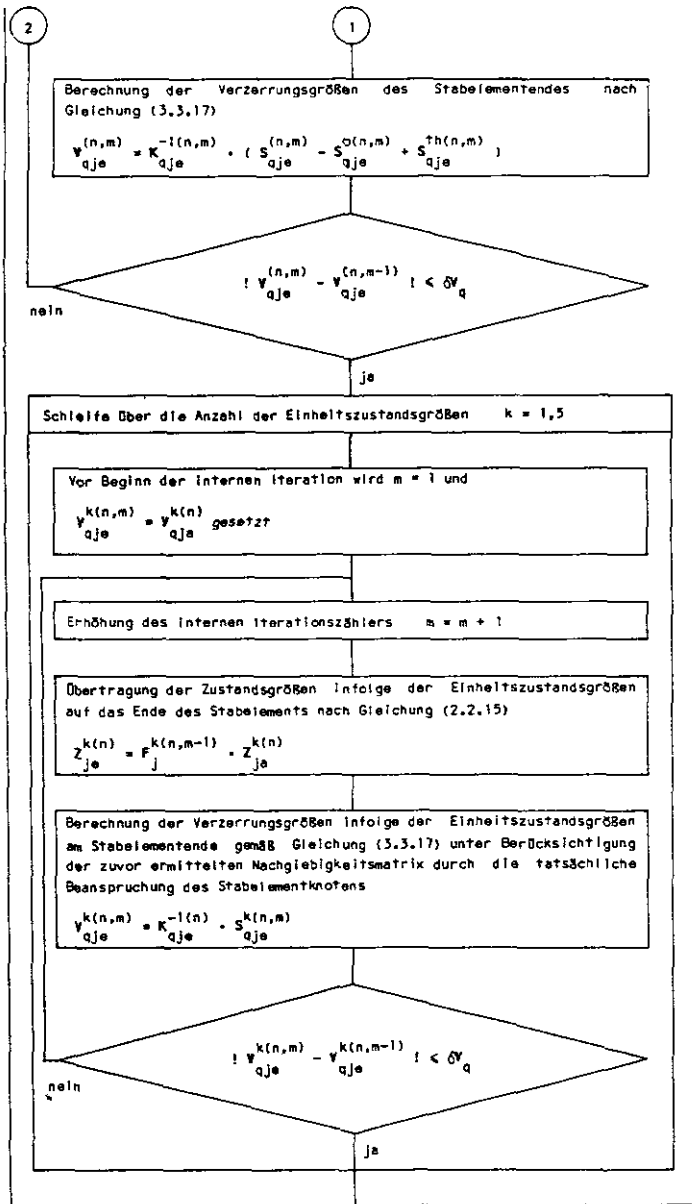 2 1
Berechnung der Verzerrungsgrößen des Stabelementendes nach
Gleichung (3.3.17)
V_qje^(n,m) = K_qje^-1(n,m) · ( S_qje^(n,m) - S_qje^o(n,m) + S_qje^th(n,m) )
! V_qje^(n,m) - V_qje^(n,m-1) ! ≤ δV_q
nein
ja
Schleife über die Anzahl der Einheitszustandsgrößen k = 1,5
Vor Beginn der internen Iteration wird m = 1 und
V_qje^k(n,m) = V_qja^k(n) gesetzt
Erhöhung des internen Iterationszählers m = m + 1
Übertragung der Zustandsgrößen infolge der Einheitszustandsgrößen
auf das Ende des Stabelements nach Gleichung (2.2.15)
Z_je^k(n) = F_j^k(n,m-1) · Z_ja^k(n)
Berechnung der Verzerrungsgrößen infolge der Einheitszustandsgrößen
am Stabelementende gemäß Gleichung (3.3.17) unter Berücksichtigung
der zuvor ermittelten Nachgiebigkeitsmatrix durch die tatsächliche
Beanspruchung des Stabelementknotens
V_qje^k(n,m) = K_qje^-1(n) · S_qje^k(n,m)
! V_qje^k(n,m) - V_qje^k(n,m-1) ! ≤ δV_q
nein
ja